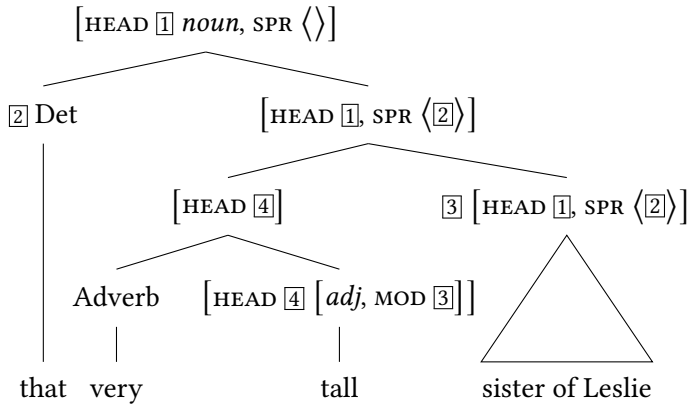 [HEAD 1 noun, SPR ⟨⟩]
2 Det [HEAD 1, SPR ⟨2⟩]
[HEAD 4] 3 [HEAD 1, SPR ⟨2⟩]
Adverb [HEAD 4 [adj, MOD 3]]
that very tall sister of Leslie